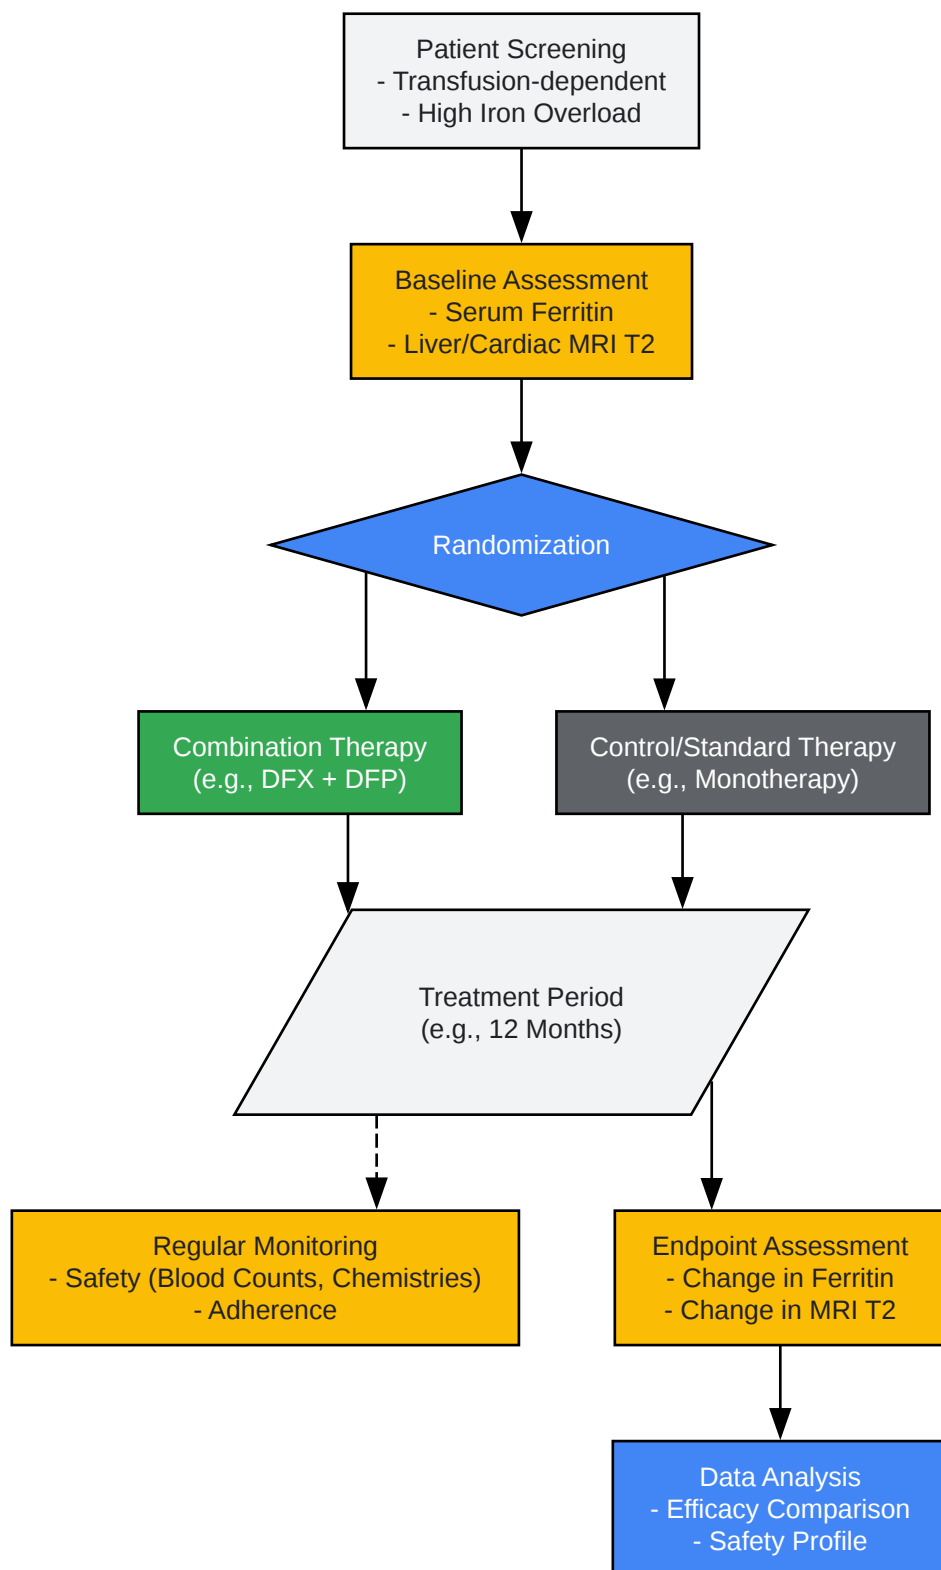 Patient Screening
- Transfusion-dependent
- High Iron Overload
Baseline Assessment
- Serum Ferritin
- Liver/Cardiac MRI T2
Randomization
Combination Therapy
(e.g., DFX + DFP)
Control/Standard Therapy
(e.g., Monotherapy)
Treatment Period
(e.g., 12 Months)
Regular Monitoring
- Safety (Blood Counts, Chemistries)
- Adherence
Endpoint Assessment
- Change in Ferritin
- Change in MRI T2
Data Analysis
- Efficacy Comparison
- Safety Profile